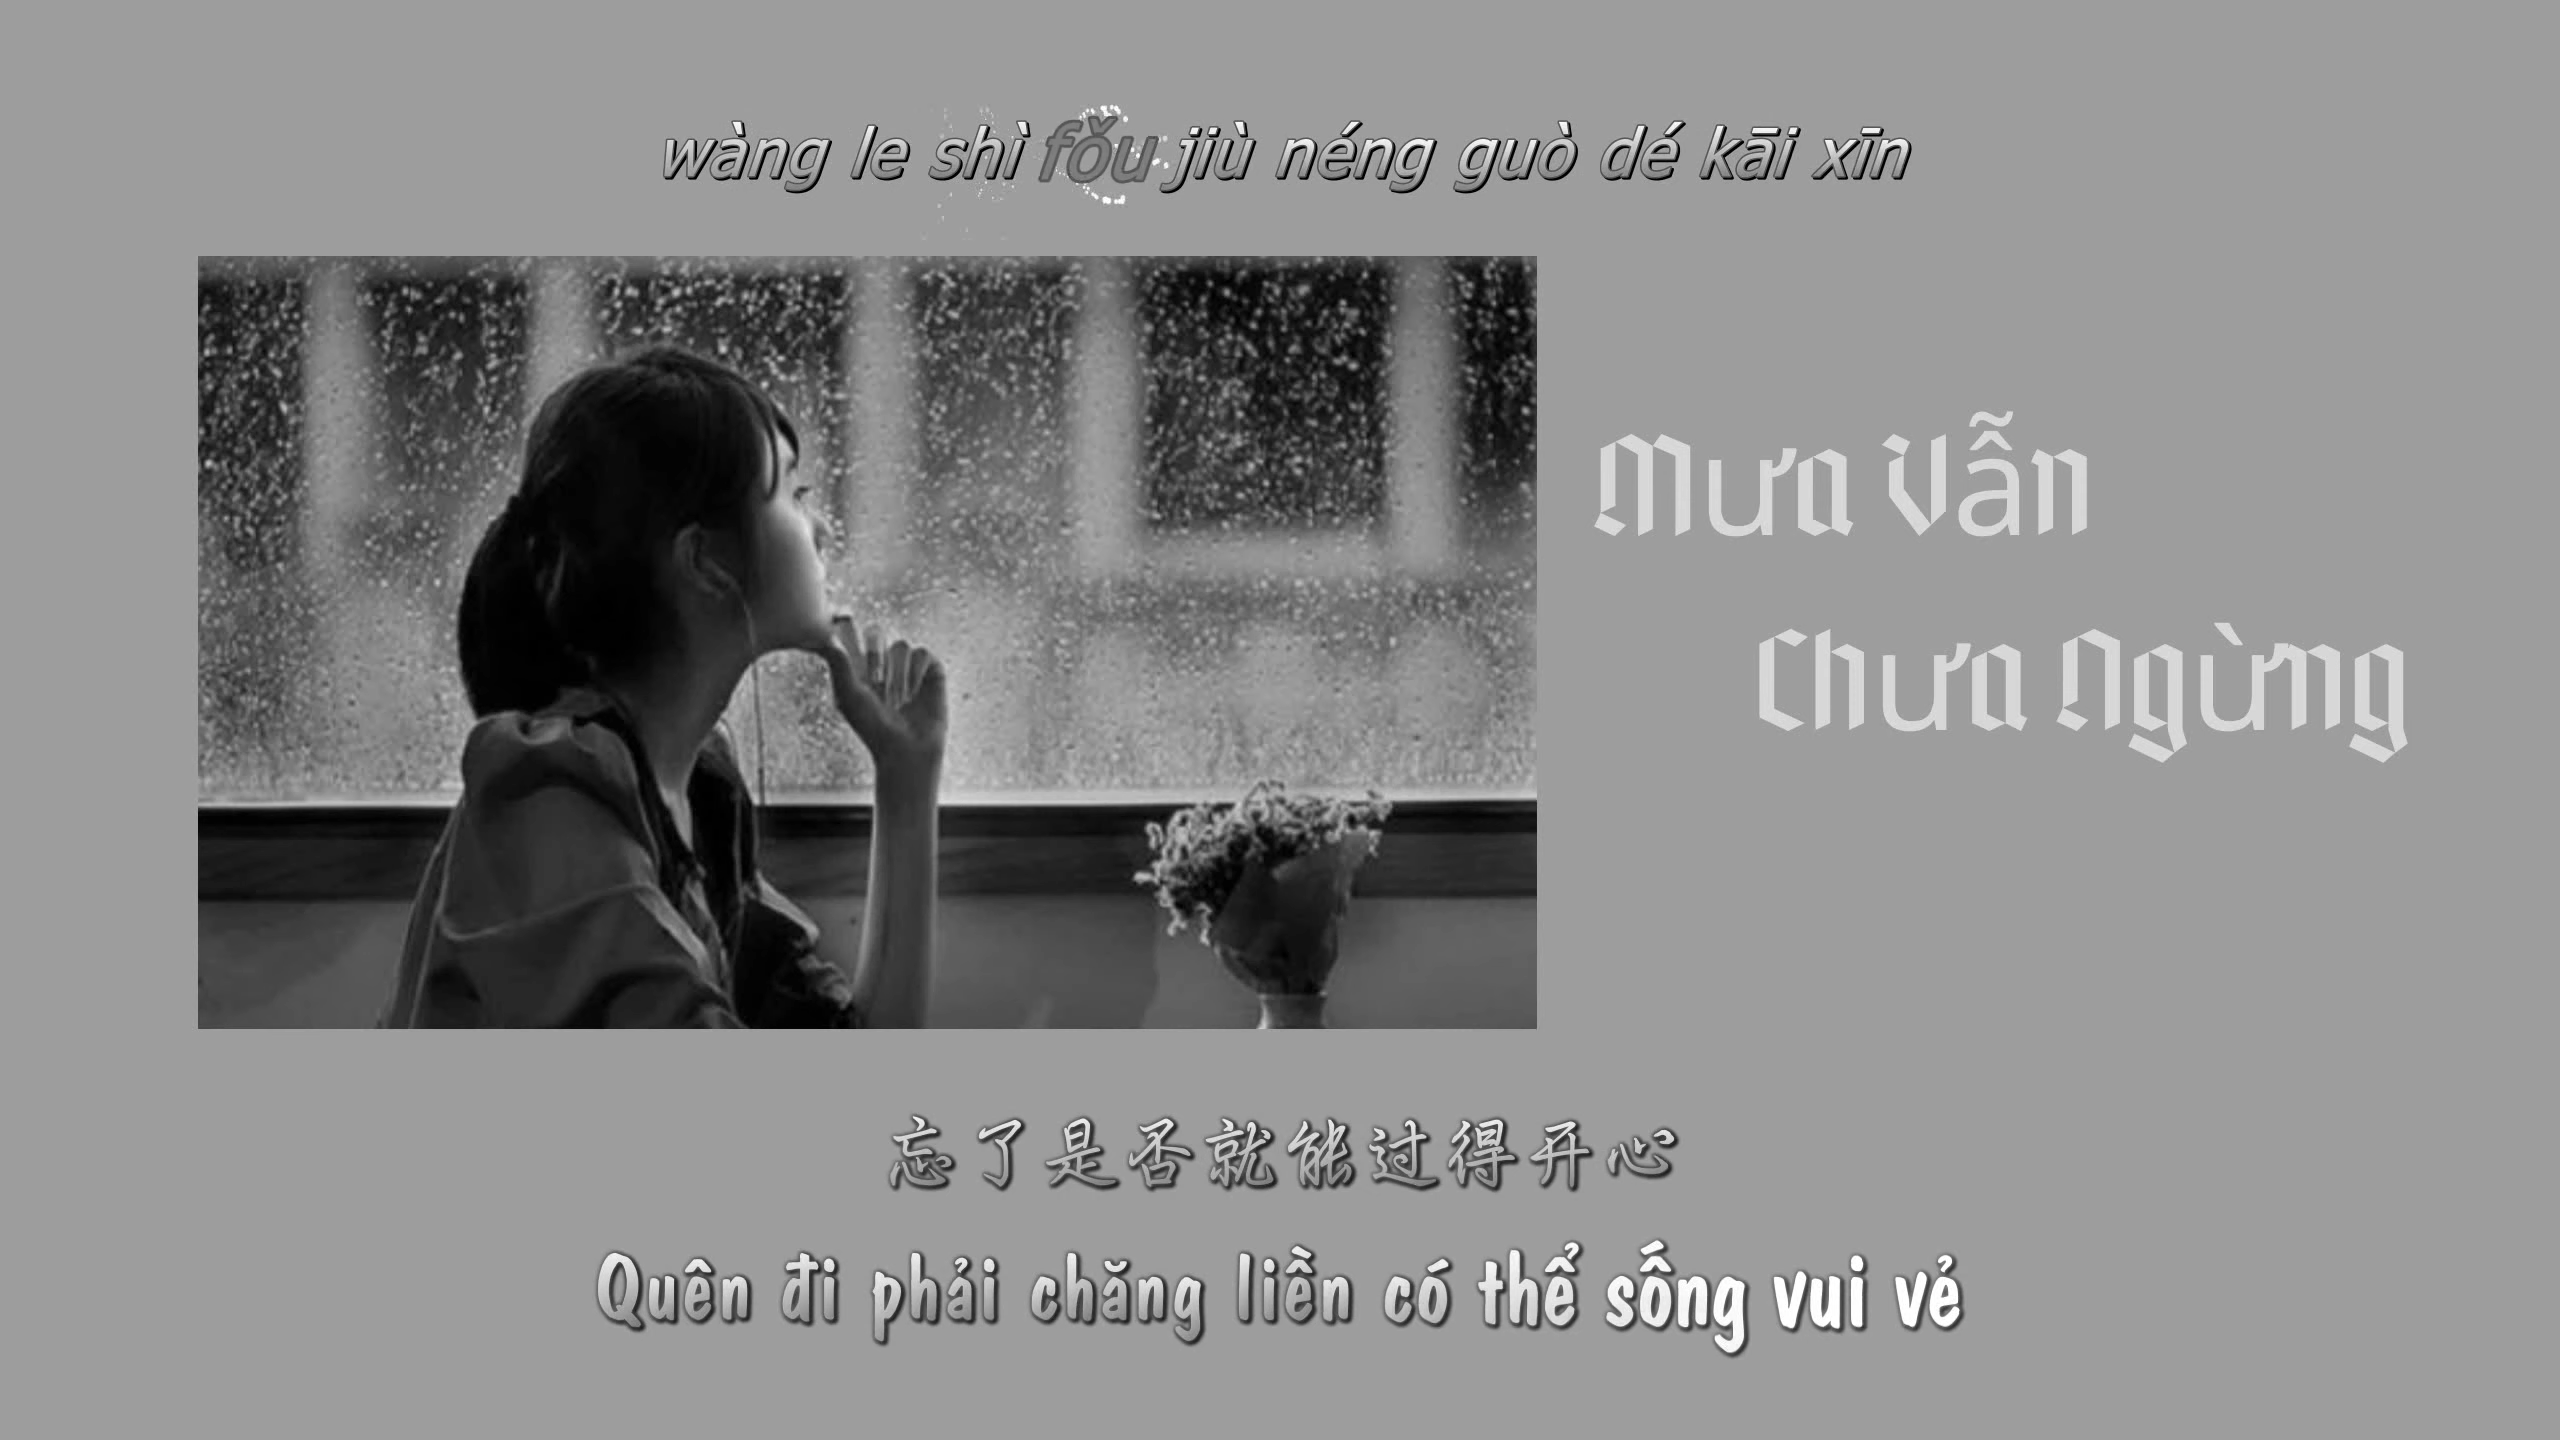 wàng le shì fǒu jiù néng guò dé kāi xīn
Mưa Vẫn
Chưa Ngừng
忘了是否就能过得开心
Quên đi phải chăng liền có thể sống vui vẻ